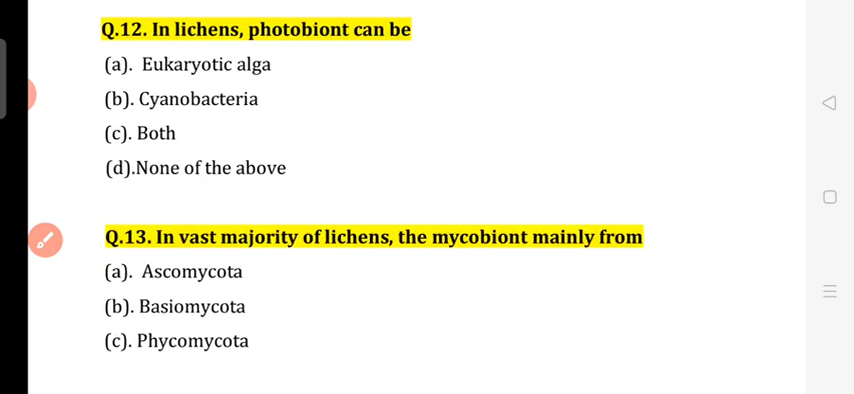 Q.12. In lichens, photobiont can be
(a). Eukaryotic alga
(b). Cyanobacteria
(c). Both
(d).None of the above
Q.13. In vast majority of lichens, the mycobiont mainly from
(a). Ascomycota
(b). Basiomycota
(c). Phycomycota